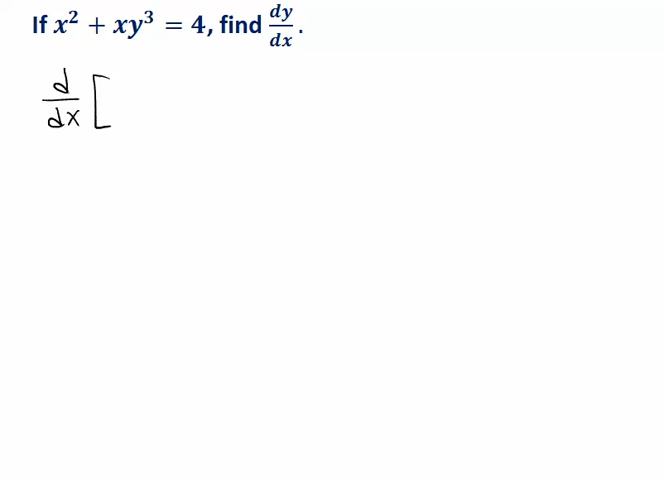 If x² + xy³ = 4, find dy/dx.
d/dx [